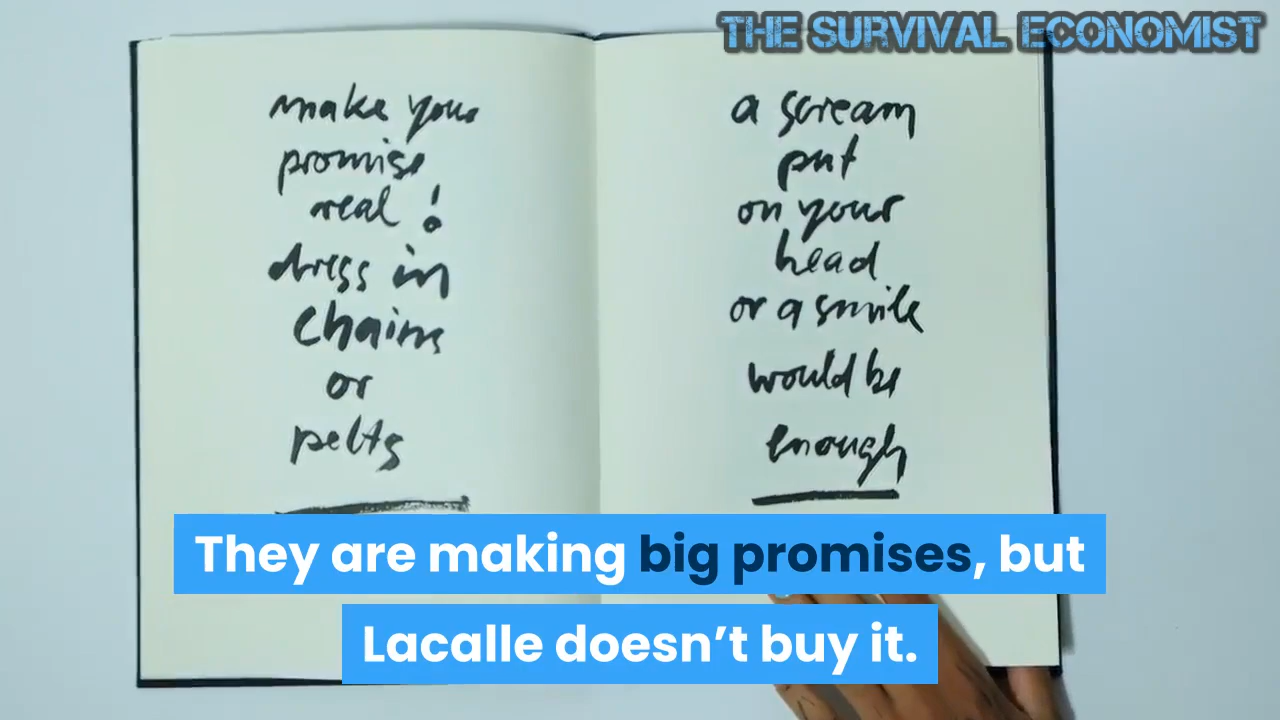 THE SURVIVAL ECONOMIST
make your
promise
real!
dress in
chains
or
pelts
a scream
put
on your
head
or a smile
would be
enough
They are making big promises, but
Lacalle doesn't buy it.